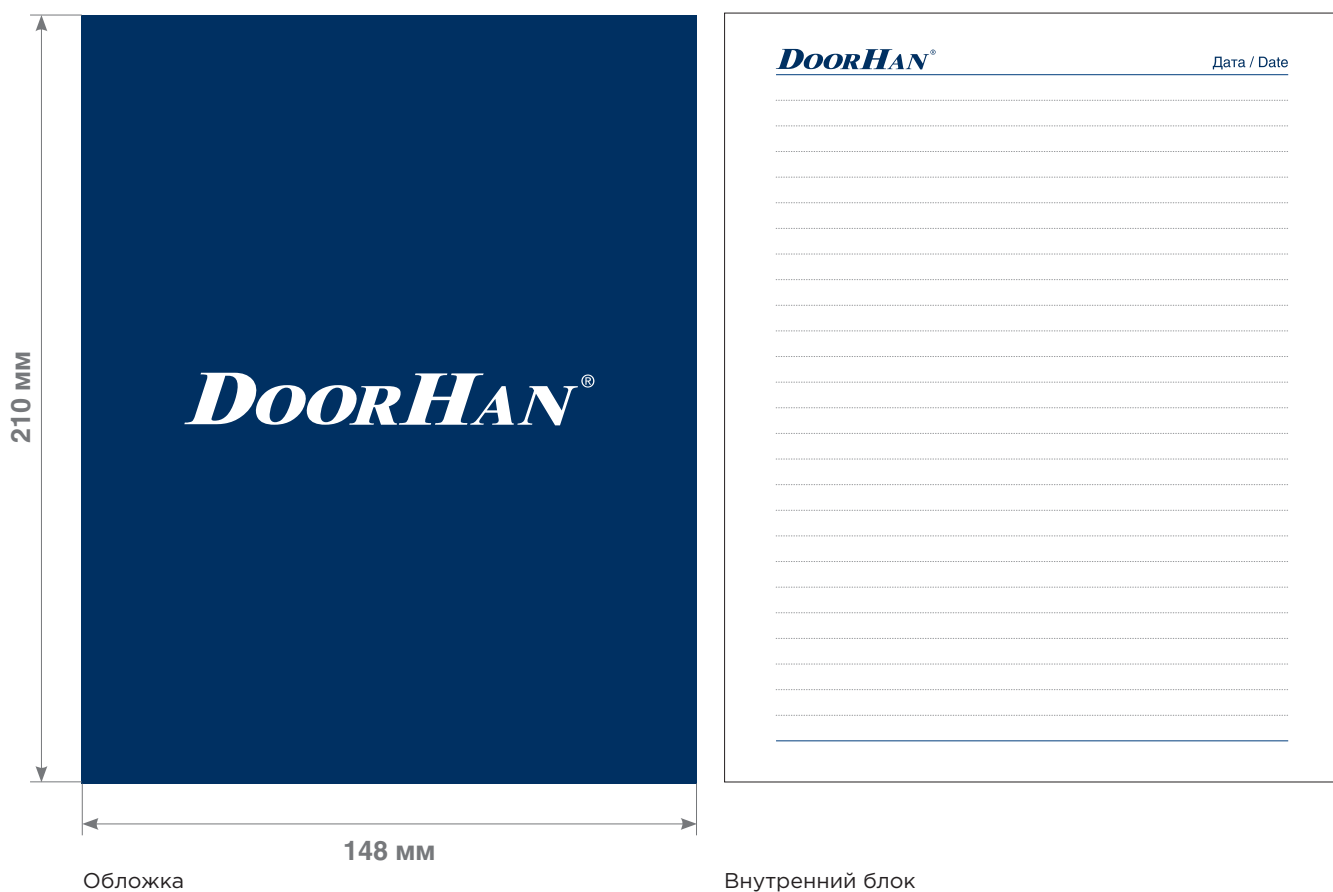 210 мм
DOORHAN®
148 мм
Обложка
DOORHAN®
Дата / Date
Внутренний блок